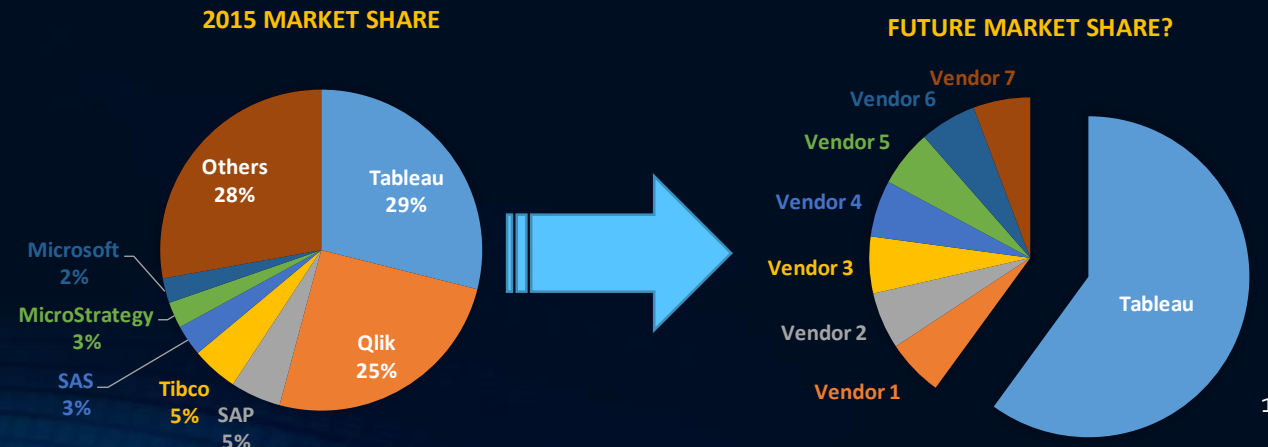 2015 MARKET SHARE
Others
28%
Tableau
29%
Microsoft
2%
MicroStrategy
3%
SAS
3%
Tibco
5%
SAP
5%
Qlik
25%
FUTURE MARKET SHARE?
Vendor 7
Vendor 6
Vendor 5
Vendor 4
Vendor 3
Vendor 2
Vendor 1
Tableau
1